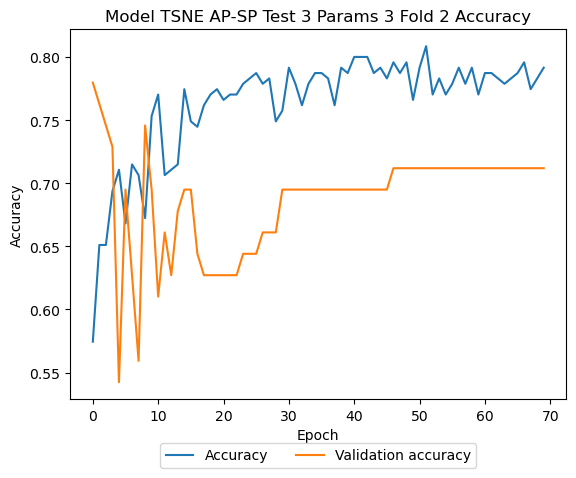 Model TSNE AP-SP Test 3 Params 3 Fold 2 Accuracy
0.80
0.75
0.70
0.65
0.60
0.55
Accuracy
0 10 20 30 40 50 60 70
Epoch
Accuracy Validation accuracy